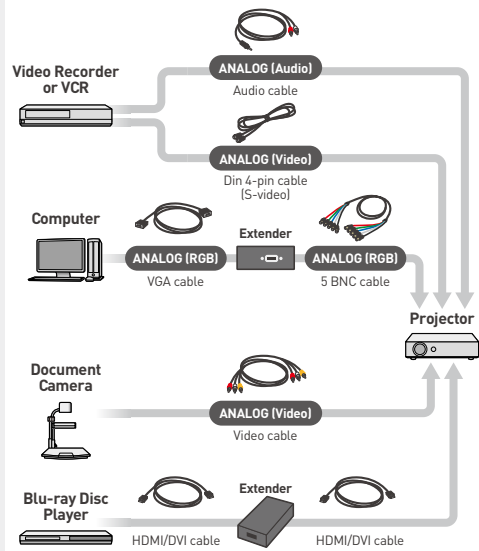 ANALOG (Audio)
Audio cable
Video Recorder
or VCR
ANALOG (Video)
Din 4-pin cable
(S-video)
Computer
ANALOG (RGB)
VGA cable
Extender
ANALOG (RGB)
5 BNC cable
Projector
Document
Camera
ANALOG (Video)
Video cable
Blu-ray Disc
Player
HDMI/DVI cable
Extender
HDMI/DVI cable